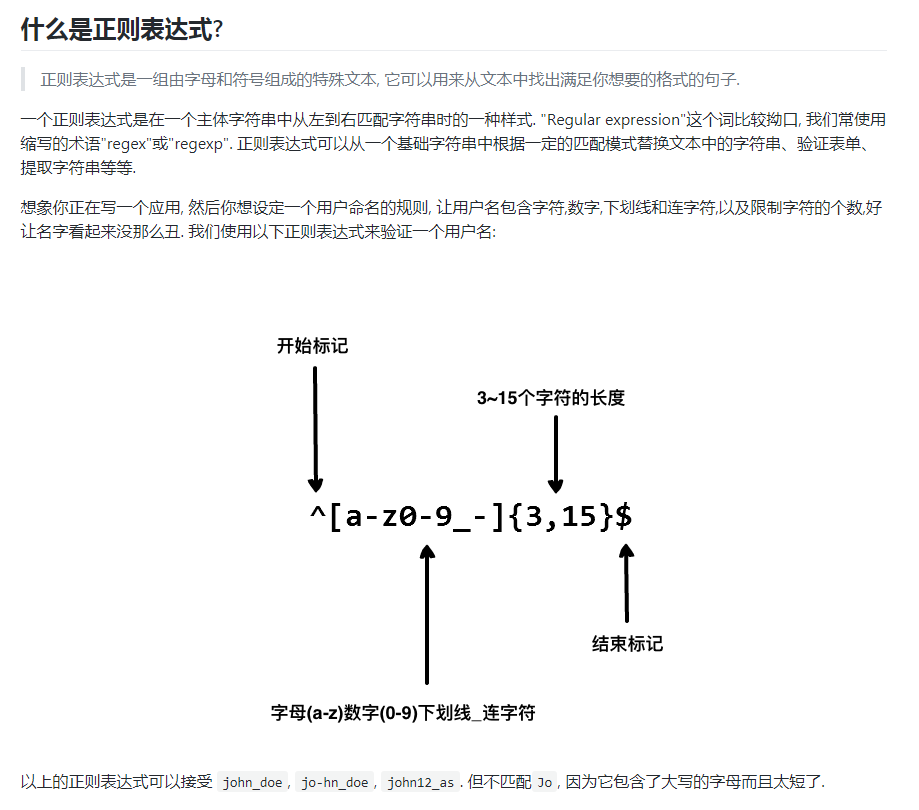 什么是正则表达式?
正则表达式是一组由字母和符号组成的特殊文本, 它可以用来从文本中找出满足你想要的格式的句子.
一个正则表达式是在一个主体字符串中从左到右匹配字符串时的一种样式. "Regular expression"这个词比较拗口, 我们常使用
缩写的术语"regex"或"regexp". 正则表达式可以从一个基础字符串中根据一定的匹配模式替换文本中的字符串、验证表单、
提取字符串等等.
想象你正在写一个应用, 然后你想设定一个用户命名的规则, 让用户名包含字符,数字,下划线和连字符,以及限制字符的个数,好
让名字看起来没那么丑. 我们使用以下正则表达式来验证一个用户名:
开始标记
3~15个字符的长度
^[a-z0-9_-]{3,15}$
结束标记
字母(a-z)数字(0-9)下划线_连字符
以上的正则表达式可以接受 john_doe, jo-hn_doe, john12_as. 但不匹配 Jo, 因为它包含了大写的字母而且太短了.